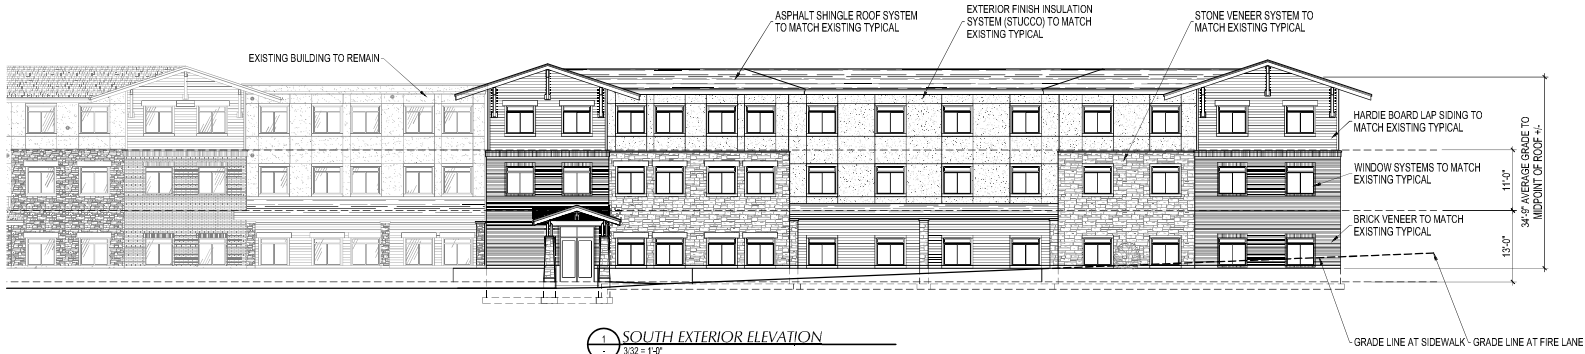 ASPHALT SHINGLE ROOF SYSTEM
TO MATCH EXISTING TYPICAL
EXTERIOR FINISH INSULATION
SYSTEM (STUCCO) TO MATCH
EXISTING TYPICAL
STONE VENEER SYSTEM TO
MATCH EXISTING TYPICAL
EXISTING BUILDING TO REMAIN
HARDIE BOARD LAP SIDING TO
MATCH EXISTING TYPICAL
WINDOW SYSTEMS TO MATCH
EXISTING TYPICAL
BRICK VENEER TO MATCH
EXISTING TYPICAL
11'-0"
13'-0"
34'-9" AVERAGE GRADE TO
MIDPOINT OF ROOF +/-
GRADE LINE AT SIDEWALK
GRADE LINE AT FIRE LANE
1
-
SOUTH EXTERIOR ELEVATION
3/32 = 1'-0"